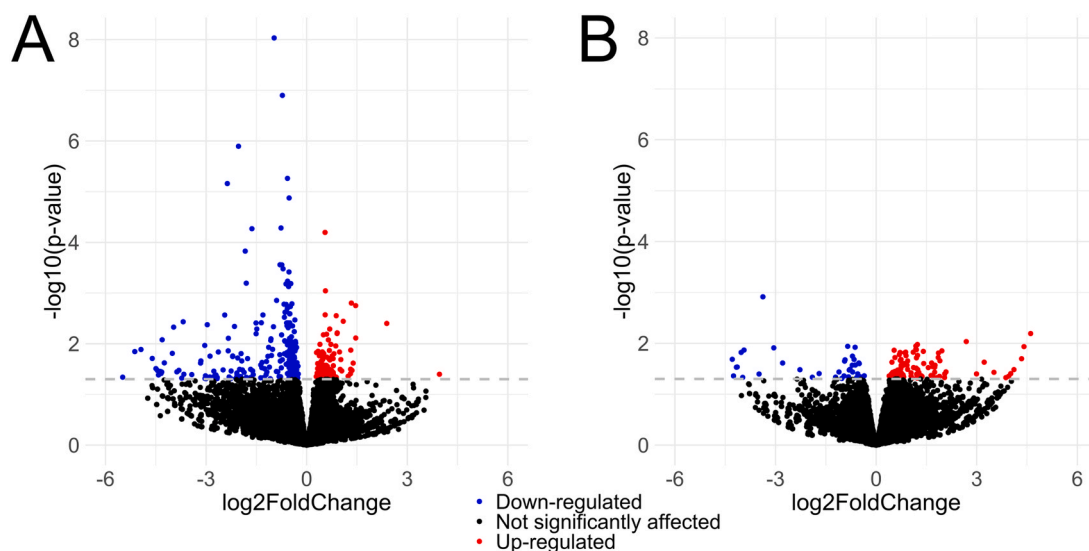 A
B
8
6
4
2
0
-log10(p-value)
-6
-3
0
3
6
log2FoldChange
8
6
4
2
0
-log10(p-value)
-6
-3
0
3
6
log2FoldChange
Down-regulated
Not significantly affected
Up-regulated